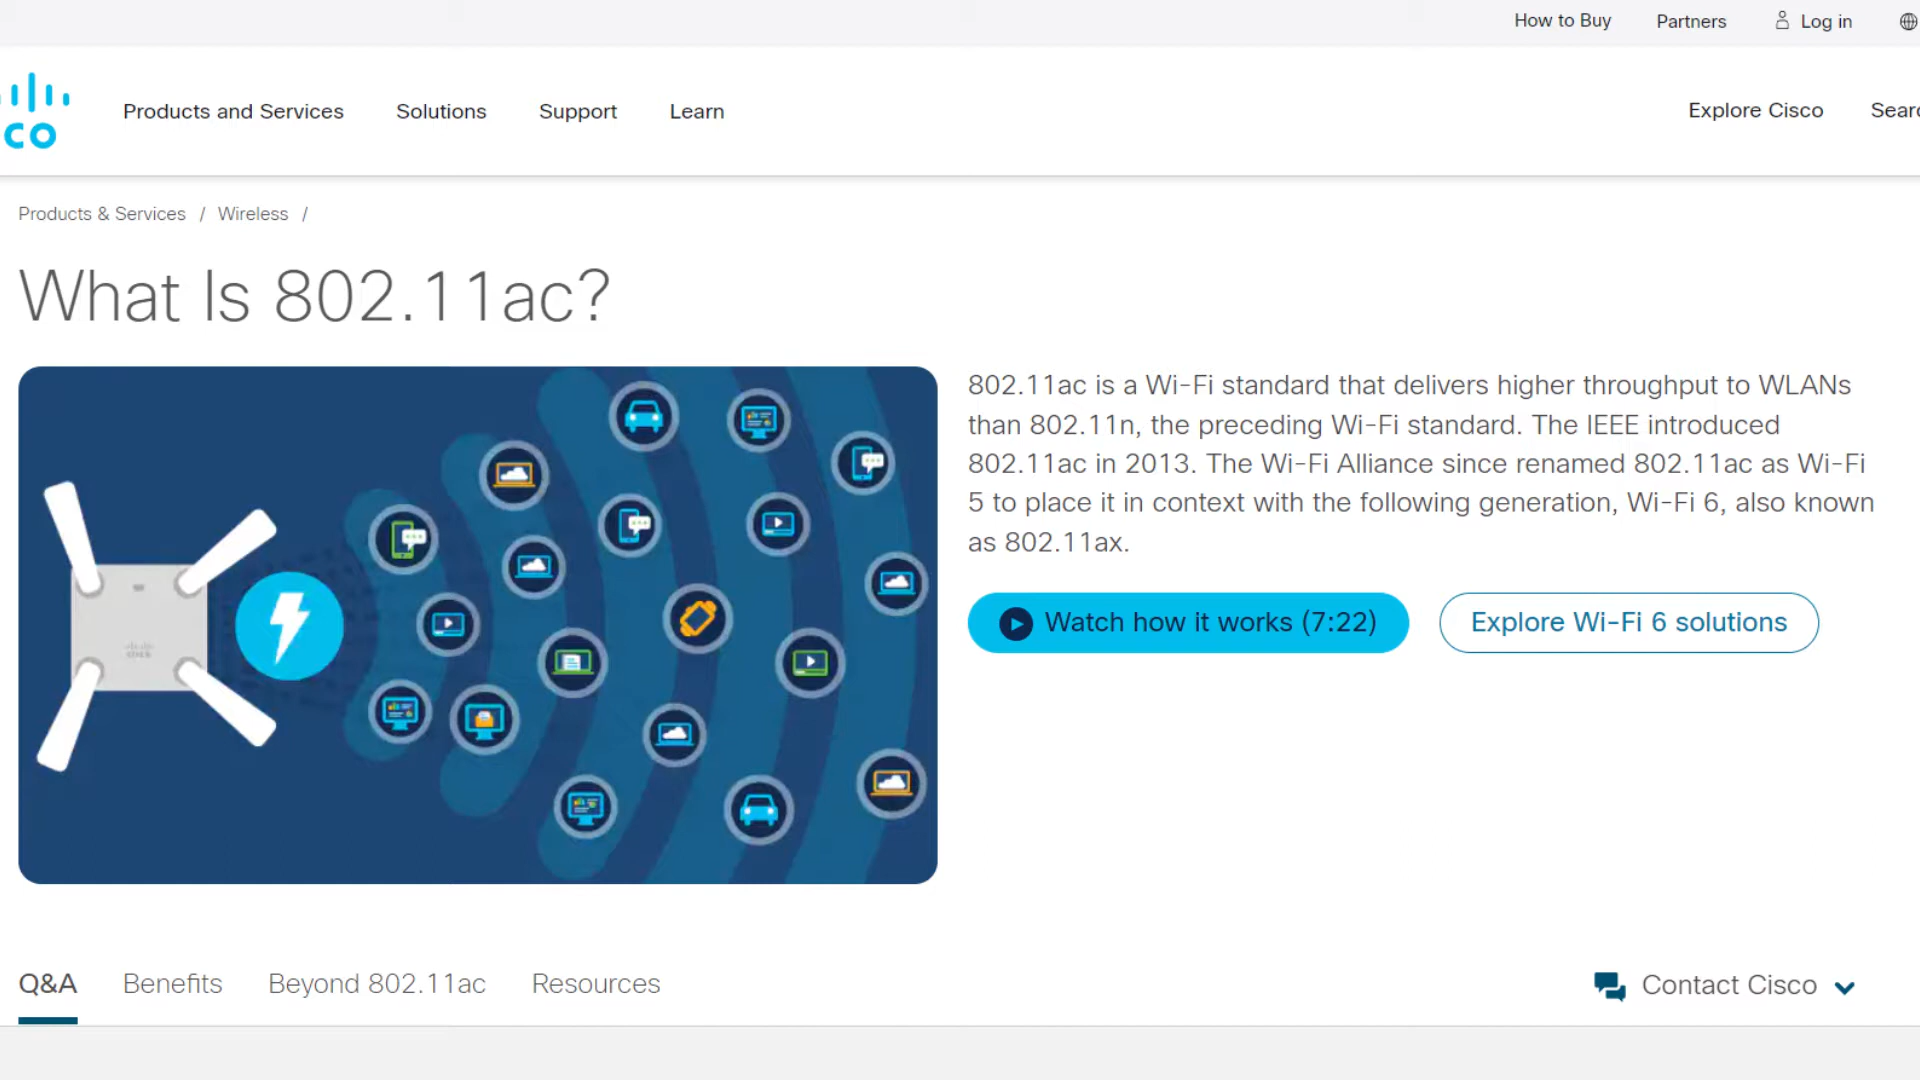 How to Buy Partners Log in
co
Products and Services Solutions Support Learn Explore Cisco
Products & Services / Wireless /
What Is 802.11ac?
802.11ac is a Wi-Fi standard that delivers higher throughput to WLANs
than 802.11n, the preceding Wi-Fi standard. The IEEE introduced
802.11ac in 2013. The Wi-Fi Alliance since renamed 802.11ac as Wi-Fi
5 to place it in context with the following generation, Wi-Fi 6, also known
as 802.11ax.
Watch how it works (7:22) Explore Wi-Fi 6 solutions
Q&A Benefits Beyond 802.11ac Resources Contact Cisco